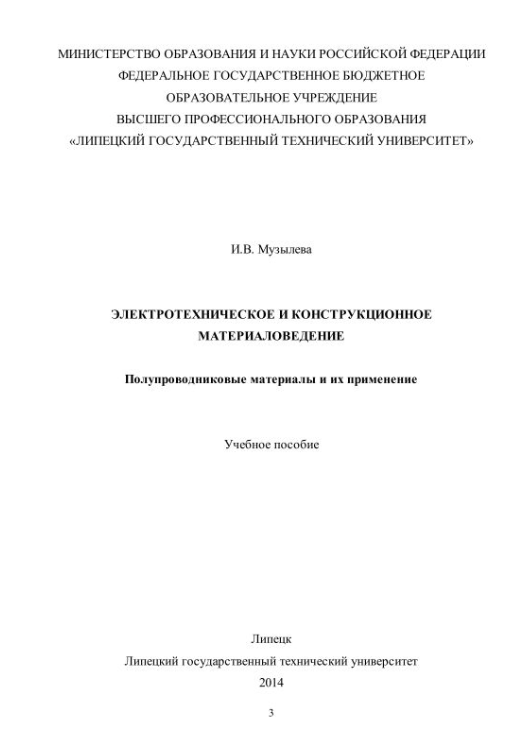 МИНИСТЕРСТВО ОБРАЗОВАНИЯ И НАУКИ РОССИЙСКОЙ ФЕДЕРАЦИИ
ФЕДЕРАЛЬНОЕ ГОСУДАРСТВЕННОЕ БЮДЖЕТНОЕ
ОБРАЗОВАТЕЛЬНОЕ УЧРЕЖДЕНИЕ
ВЫСШЕГО ПРОФЕССИОНАЛЬНОГО ОБРАЗОВАНИЯ
«ЛИПЕЦКИЙ ГОСУДАРСТВЕННЫЙ ТЕХНИЧЕСКИЙ УНИВЕРСИТЕТ»
И.В. Музылева
ЭЛЕКТРОТЕХНИЧЕСКОЕ И КОНСТРУКЦИОННОЕ
МАТЕРИАЛОВЕДЕНИЕ
Полупроводниковые материалы и их применение
Учебное пособие
Липецк
Липецкий государственный технический университет
2014
3